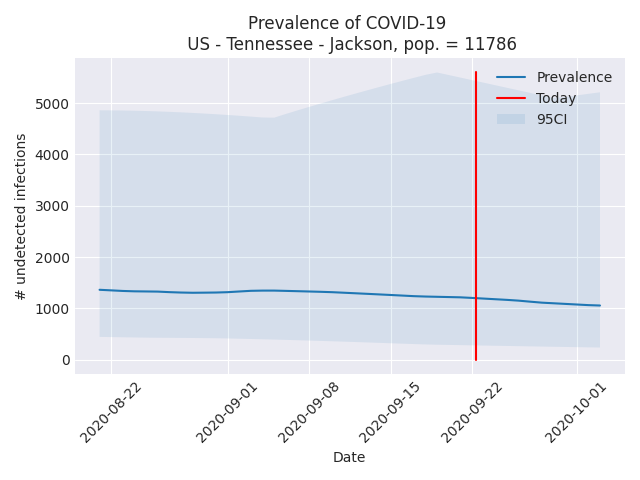 Prevalence of COVID-19
US - Tennessee - Jackson, pop. = 11786
# undetected infections
5000
4000
3000
2000
1000
0
Prevalence
Today
95CI
2020-08-22
2020-09-01
2020-09-08
2020-09-15
2020-09-22
2020-10-01
Date